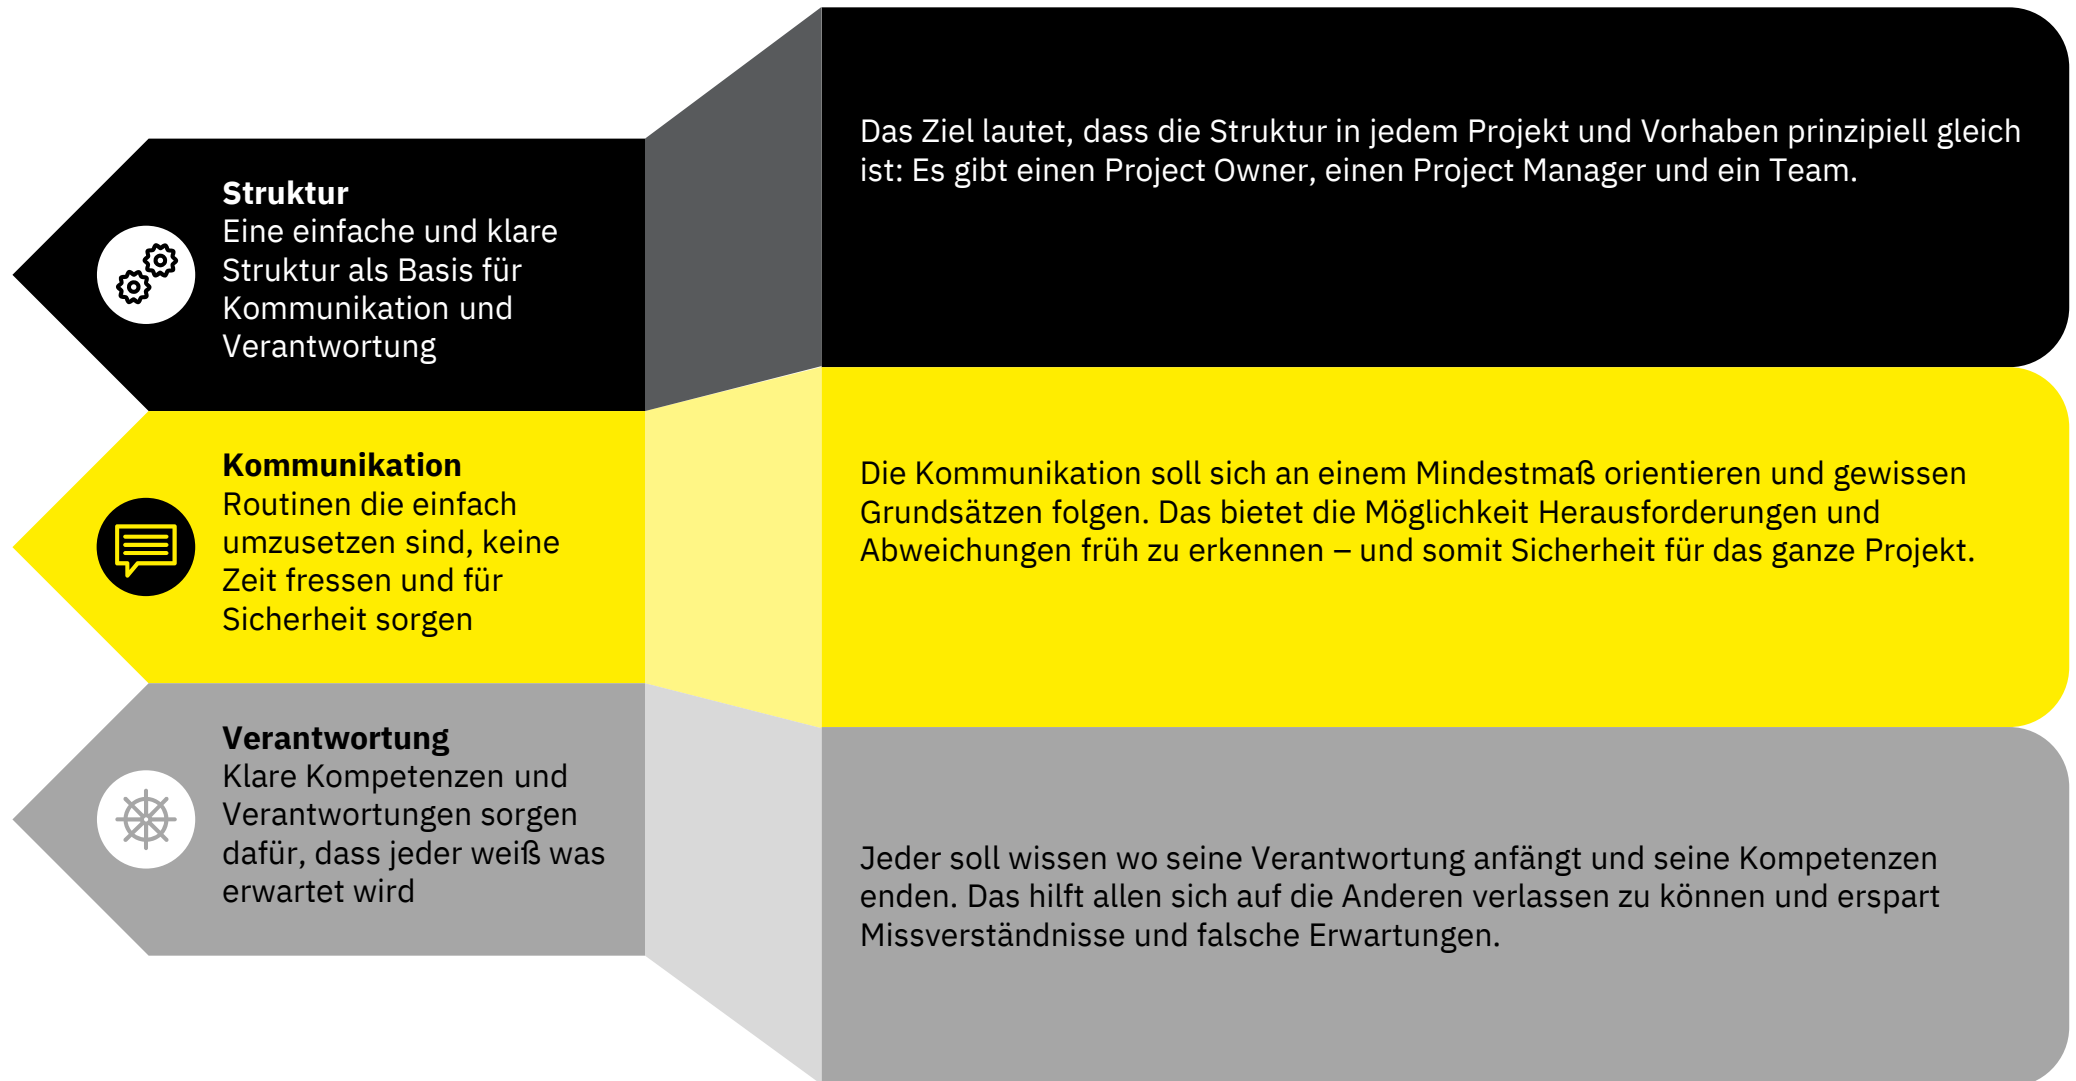 Struktur
Eine einfache und klare
Struktur als Basis für
Kommunikation und
Verantwortung
Das Ziel lautet, dass die Struktur in jedem Projekt und Vorhaben prinzipiell gleich
ist: Es gibt einen Project Owner, einen Project Manager und ein Team.
Kommunikation
Routinen die einfach
umzusetzen sind, keine
Zeit fressen und für
Sicherheit sorgen
Die Kommunikation soll sich an einem Mindestmaß orientieren und gewissen
Grundsätzen folgen. Das bietet die Möglichkeit Herausforderungen und
Abweichungen früh zu erkennen – und somit Sicherheit für das ganze Projekt.
Verantwortung
Klare Kompetenzen und
Verantwortungen sorgen
dafür, dass jeder weiß was
erwartet wird
Jeder soll wissen wo seine Verantwortung anfängt und seine Kompetenzen
enden. Das hilft allen sich auf die Anderen verlassen zu können und erspart
Missverständnisse und falsche Erwartungen.